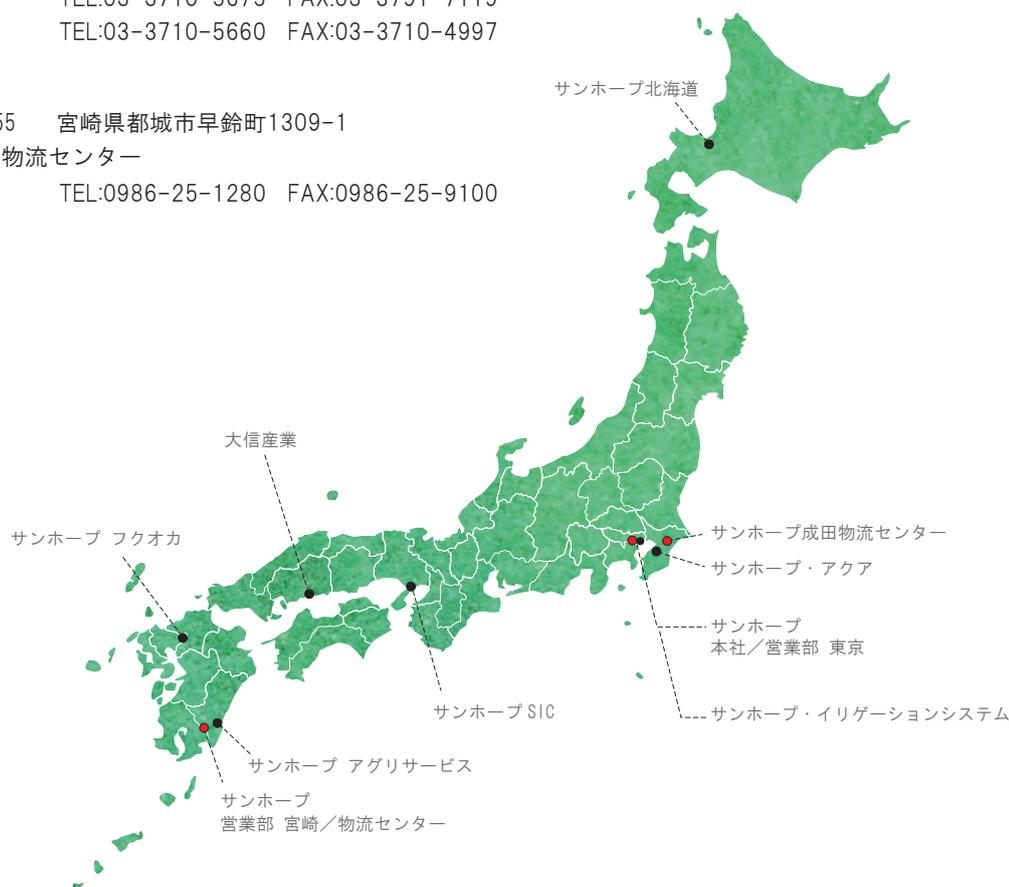 TEL:03-3710-5660 FAX:03-3710-4997
55 宮崎県都城市早鈴町1309-1
物流センター
TEL:0986-25-1280 FAX:0986-25-9100
サンホープ北海道
大信産業
サンホープ フクオカ
サンホープ成田物流センター
サンホープ・アクア
サンホープ
本社／営業部 東京
サンホープSIC
サンホープ・イリゲーションシステム
サンホープ アグリサービス
サンホープ
営業部 宮崎／物流センター